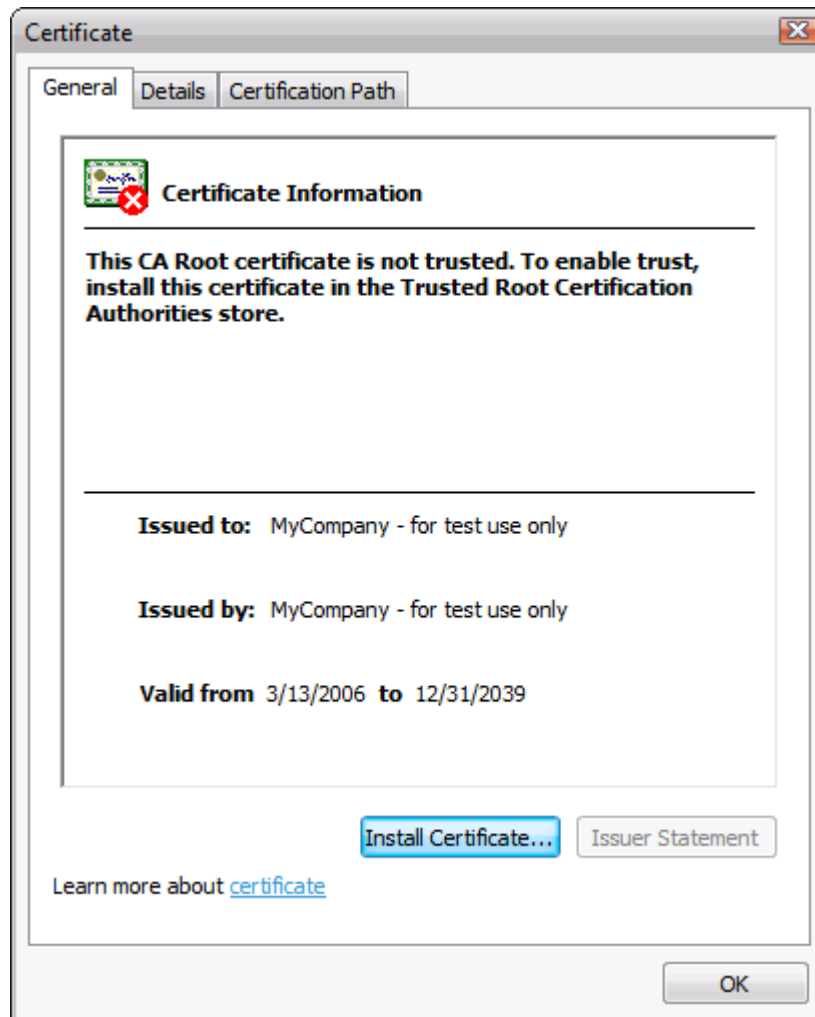 Certificate
General Details Certification Path
Certificate Information
This CA Root certificate is not trusted. To enable trust,
install this certificate in the Trusted Root Certification
Authorities store.
Issued to: MyCompany - for test use only
Issued by: MyCompany - for test use only
Valid from 3/13/2006 to 12/31/2039
Install Certificate... Issuer Statement
Learn more about certificate
OK